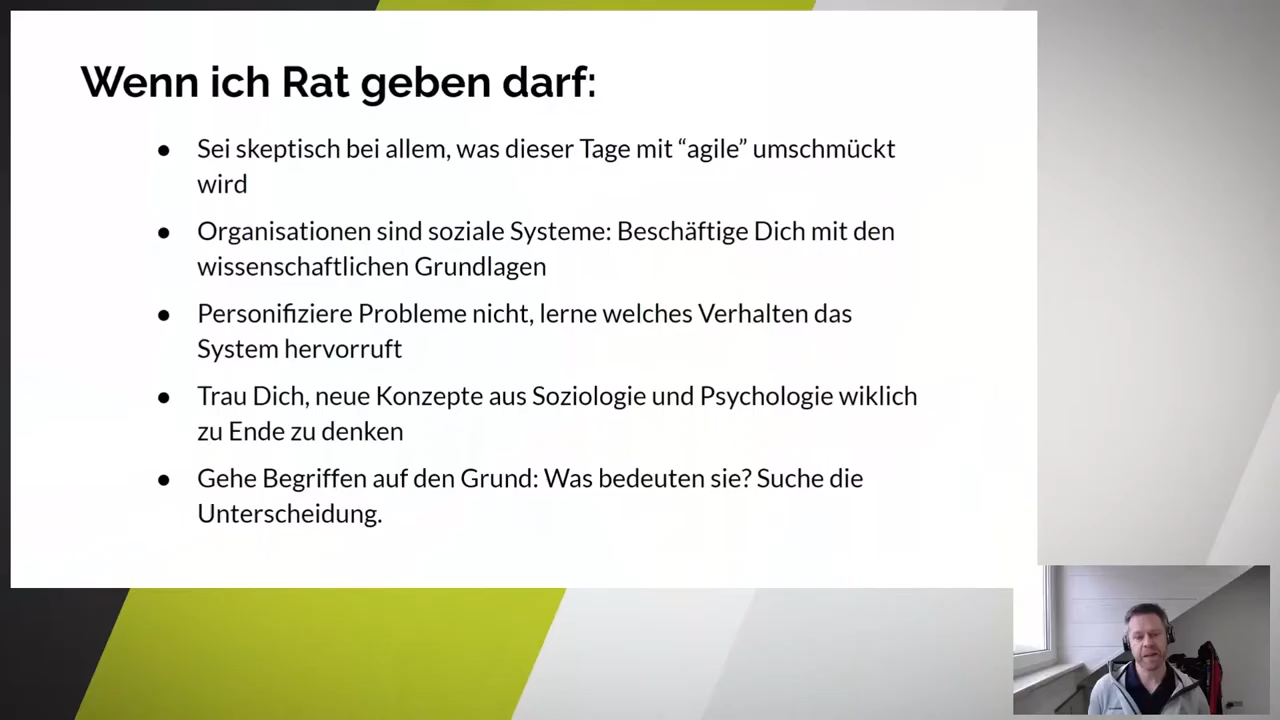 Wenn ich Rat geben darf:
● Sei skeptisch bei allem, was dieser Tage mit “agile” umschmückt
wird
● Organisationen sind soziale Systeme: Beschäftige Dich mit den
wissenschaftlichen Grundlagen
● Personifiziere Probleme nicht, lerne welches Verhalten das
System hervorruft
● Trau Dich, neue Konzepte aus Soziologie und Psychologie wiklich
zu Ende zu denken
● Gehe Begriffen auf den Grund: Was bedeuten sie? Suche die
Unterscheidung.